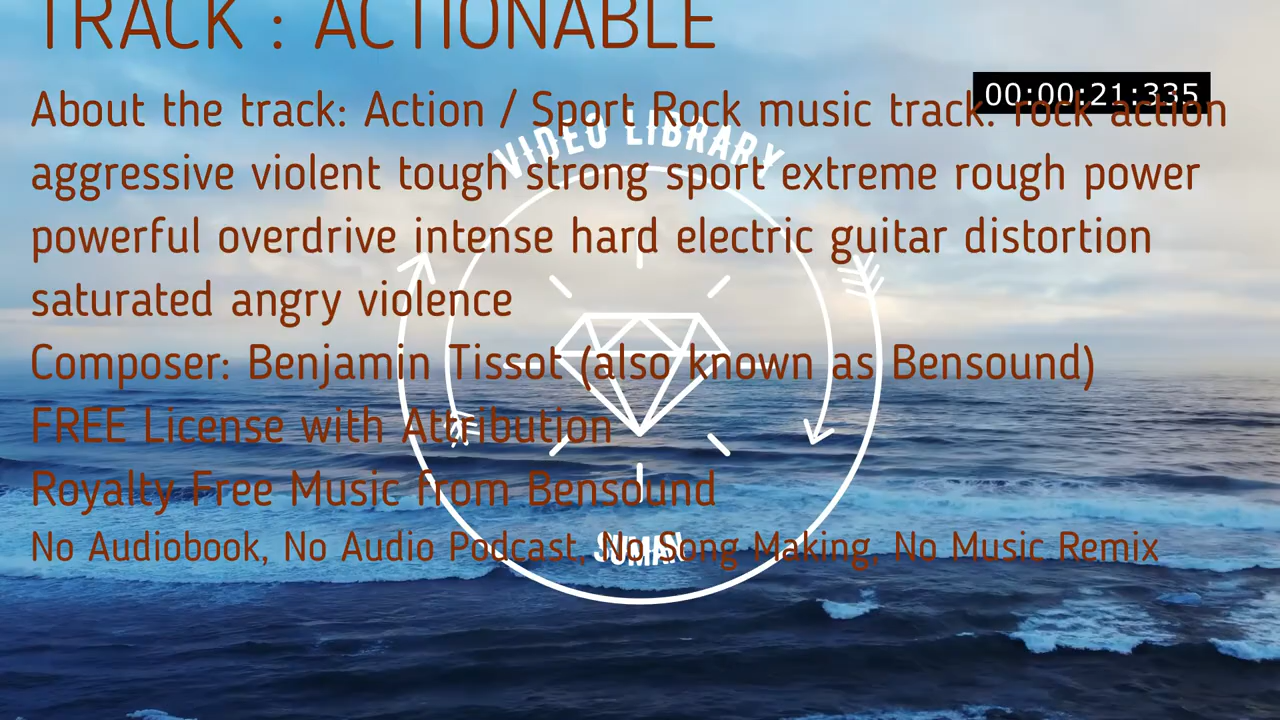 TRACK : ACTIONABLE
00:00:21:335
About the track: Action / Sport Rock music track. rock action
aggressive violent tough strong sport extreme rough power
powerful overdrive intense hard electric guitar distortion
saturated angry violence
Composer: Benjamin Tissot (also known as Bensound)
FREE License with Attribution
Royalty Free Music from Bensound
No Audiobook, No Audio Podcast, No Song Making, No Music Remix
VIDEO LIBRARY